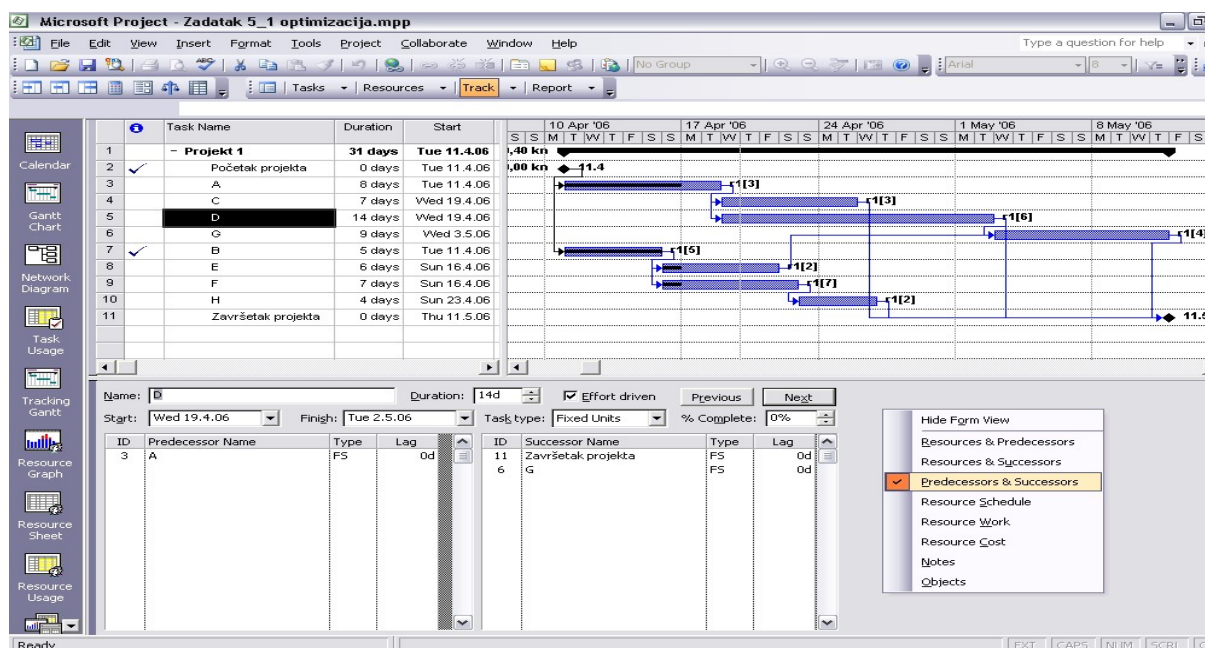 Microsoft Project - Zadatak 5_1 optimizacija.mpp
File Edit View Insert Format Tools Project Collaborate Window Help Type a question for help
No Group Arial 8
Tasks Resources Track Report
Task Name Duration Start 10 Apr '06 17 Apr '06 24 Apr '06 1 May '06 8 May '06
S S M T W T F S S M T W T F S S M T W T F S S M T W T F S S M T W T F S
1 Projekt 1 31 days Tue 11.4.06 ,40 kn
2 Početak projekta 0 days Tue 11.4.06 ,00 kn 11.4
3 A 8 days Tue 11.4.06 1[3]
4 C 7 days Wed 19.4.06 1[3]
5 D 14 days Wed 19.4.06 1[6]
6 G 9 days Wed 3.5.06 1[4]
7 B 5 days Tue 11.4.06 1[5]
8 E 6 days Sun 16.4.06 1[2]
9 F 7 days Sun 16.4.06 1[7]
10 H 4 days Sun 23.4.06 1[2]
11 Završetak projekta 0 days Thu 11.5.06 11.5
Calendar
Gantt
Chart
Network
Diagram
Task
Usage
Tracking
Gantt
Resource
Graph
Resource
Sheet
Resource
Usage
Name: D Duration: 14d Effort driven Previous Next
Start: Wed 19.4.06 Finish: Tue 2.5.06 Task type: Fixed Units % Complete: 0%
ID Predecessor Name Type Lag ID Successor Name Type Lag
3 A FS 0d 11 Završetak projekta FS 0d
6 G FS 0d
Hide Form View
Resources & Predecessors
Resources & Successors
Predecessors & Successors
Resource Schedule
Resource Work
Resource Cost
Notes
Objects
Ready EXT CAPS NUM SCRL